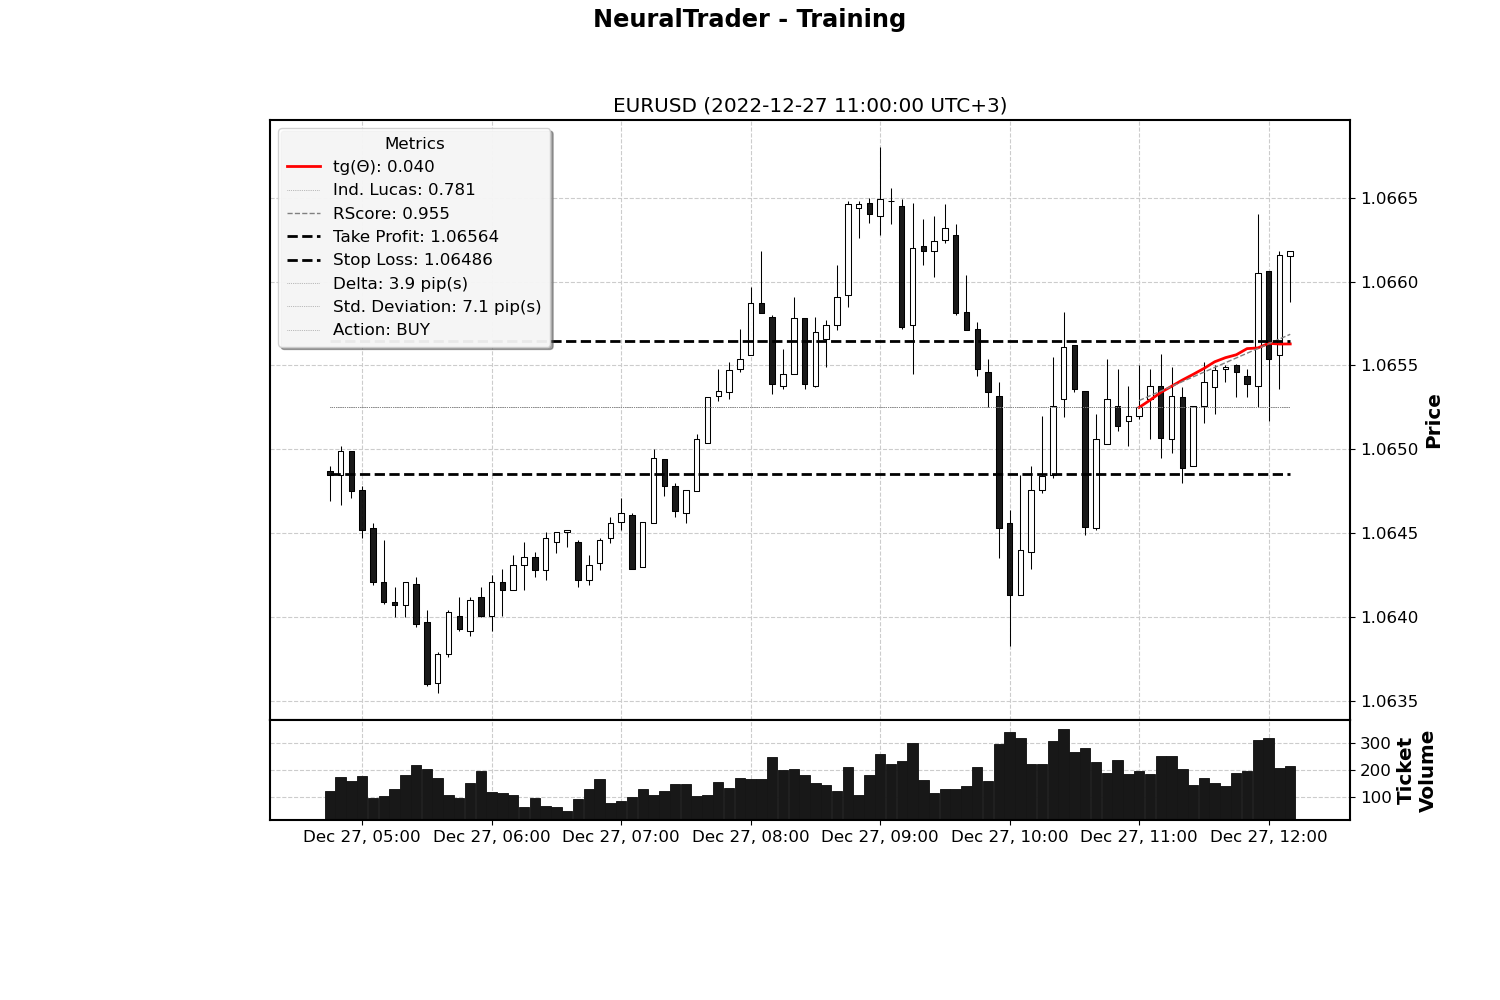 NeuralTrader - Training
EURUSD (2022-12-27 11:00:00 UTC+3)
Metrics
tg(Θ): 0.040
Ind. Lucas: 0.781
RScore: 0.955
Take Profit: 1.06564
Stop Loss: 1.06486
Delta: 3.9 pip(s)
Std. Deviation: 7.1 pip(s)
Action: BUY
1.0665
1.0660
1.0655
1.0650
1.0645
1.0640
1.0635
Price
300
200
100
Ticket
Volume
Dec 27, 05:00 Dec 27, 06:00 Dec 27, 07:00 Dec 27, 08:00 Dec 27, 09:00 Dec 27, 10:00 Dec 27, 11:00 Dec 27, 12:00